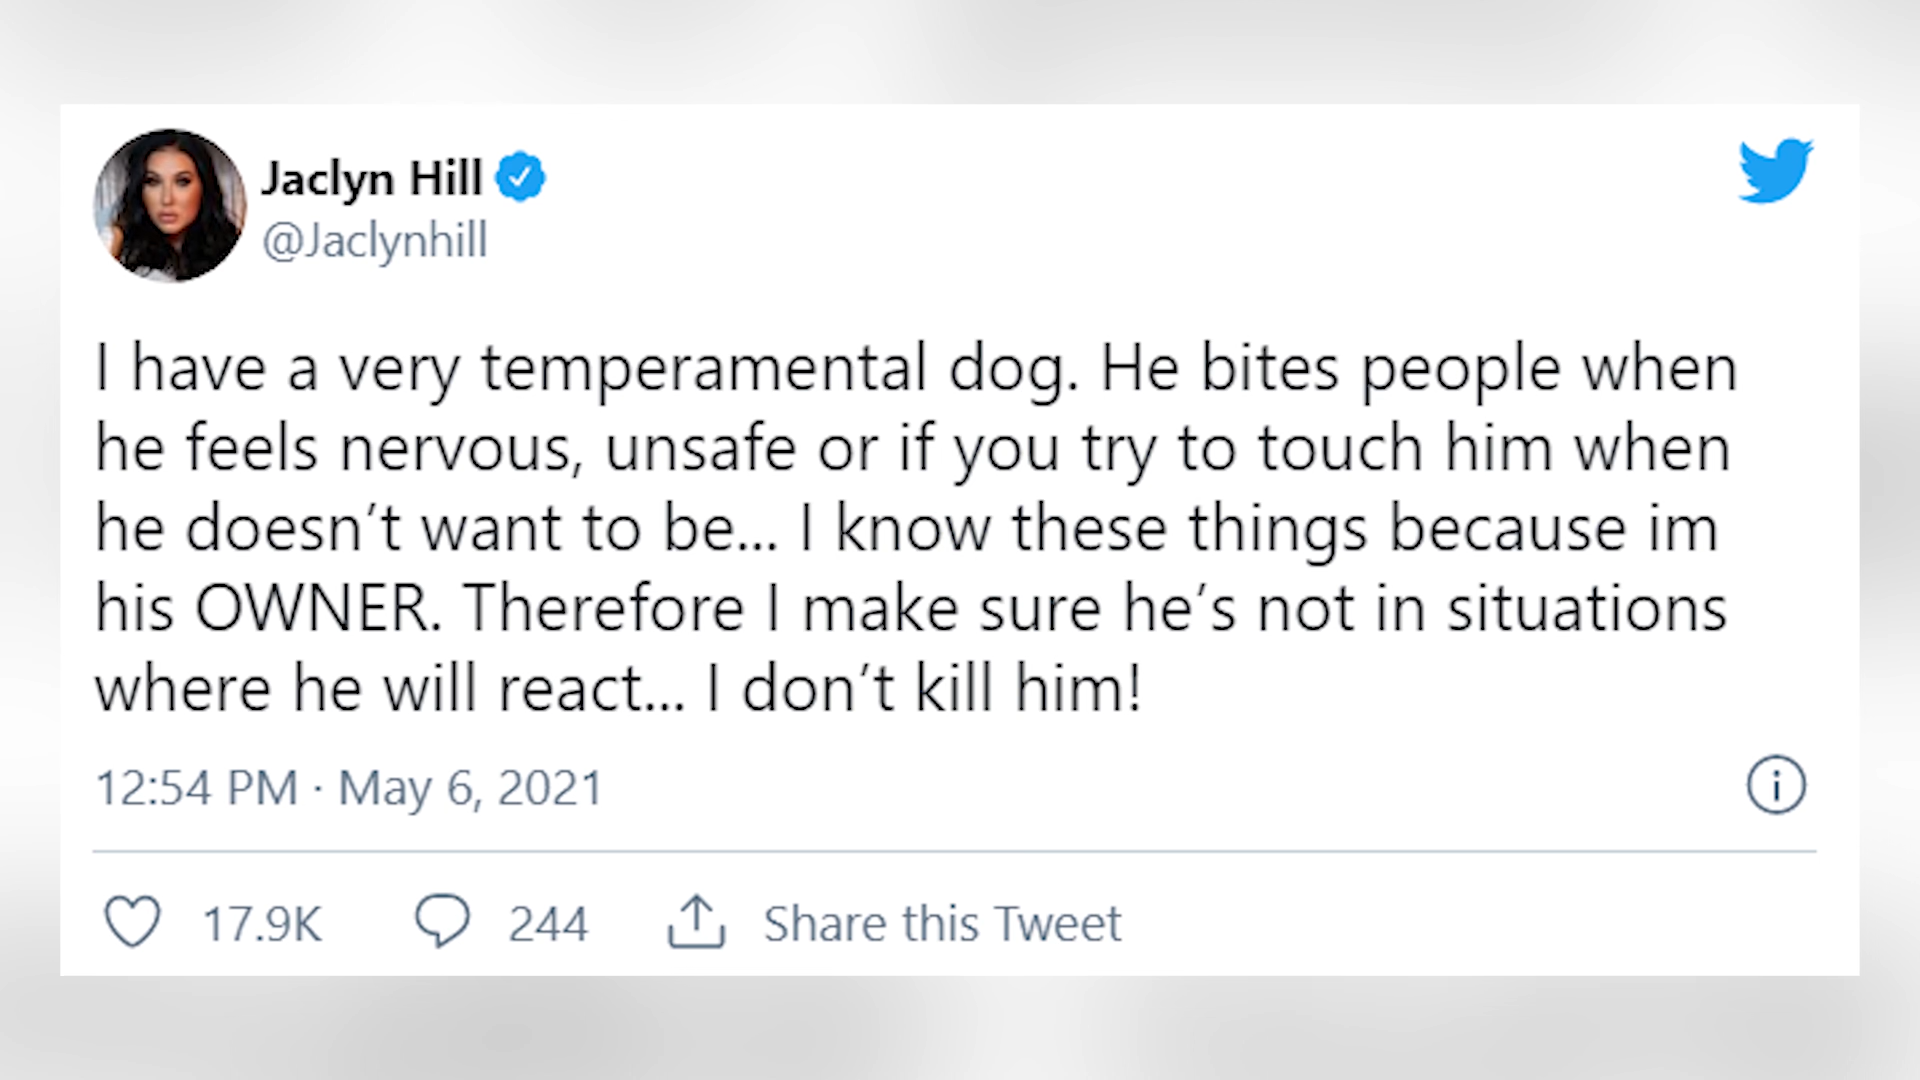 Jaclyn Hill
@Jaclynhill
I have a very temperamental dog. He bites people when
he feels nervous, unsafe or if you try to touch him when
he doesn’t want to be... I know these things because im
his OWNER. Therefore I make sure he’s not in situations
where he will react... I don’t kill him!
12:54 PM · May 6, 2021
17.9K 244 Share this Tweet